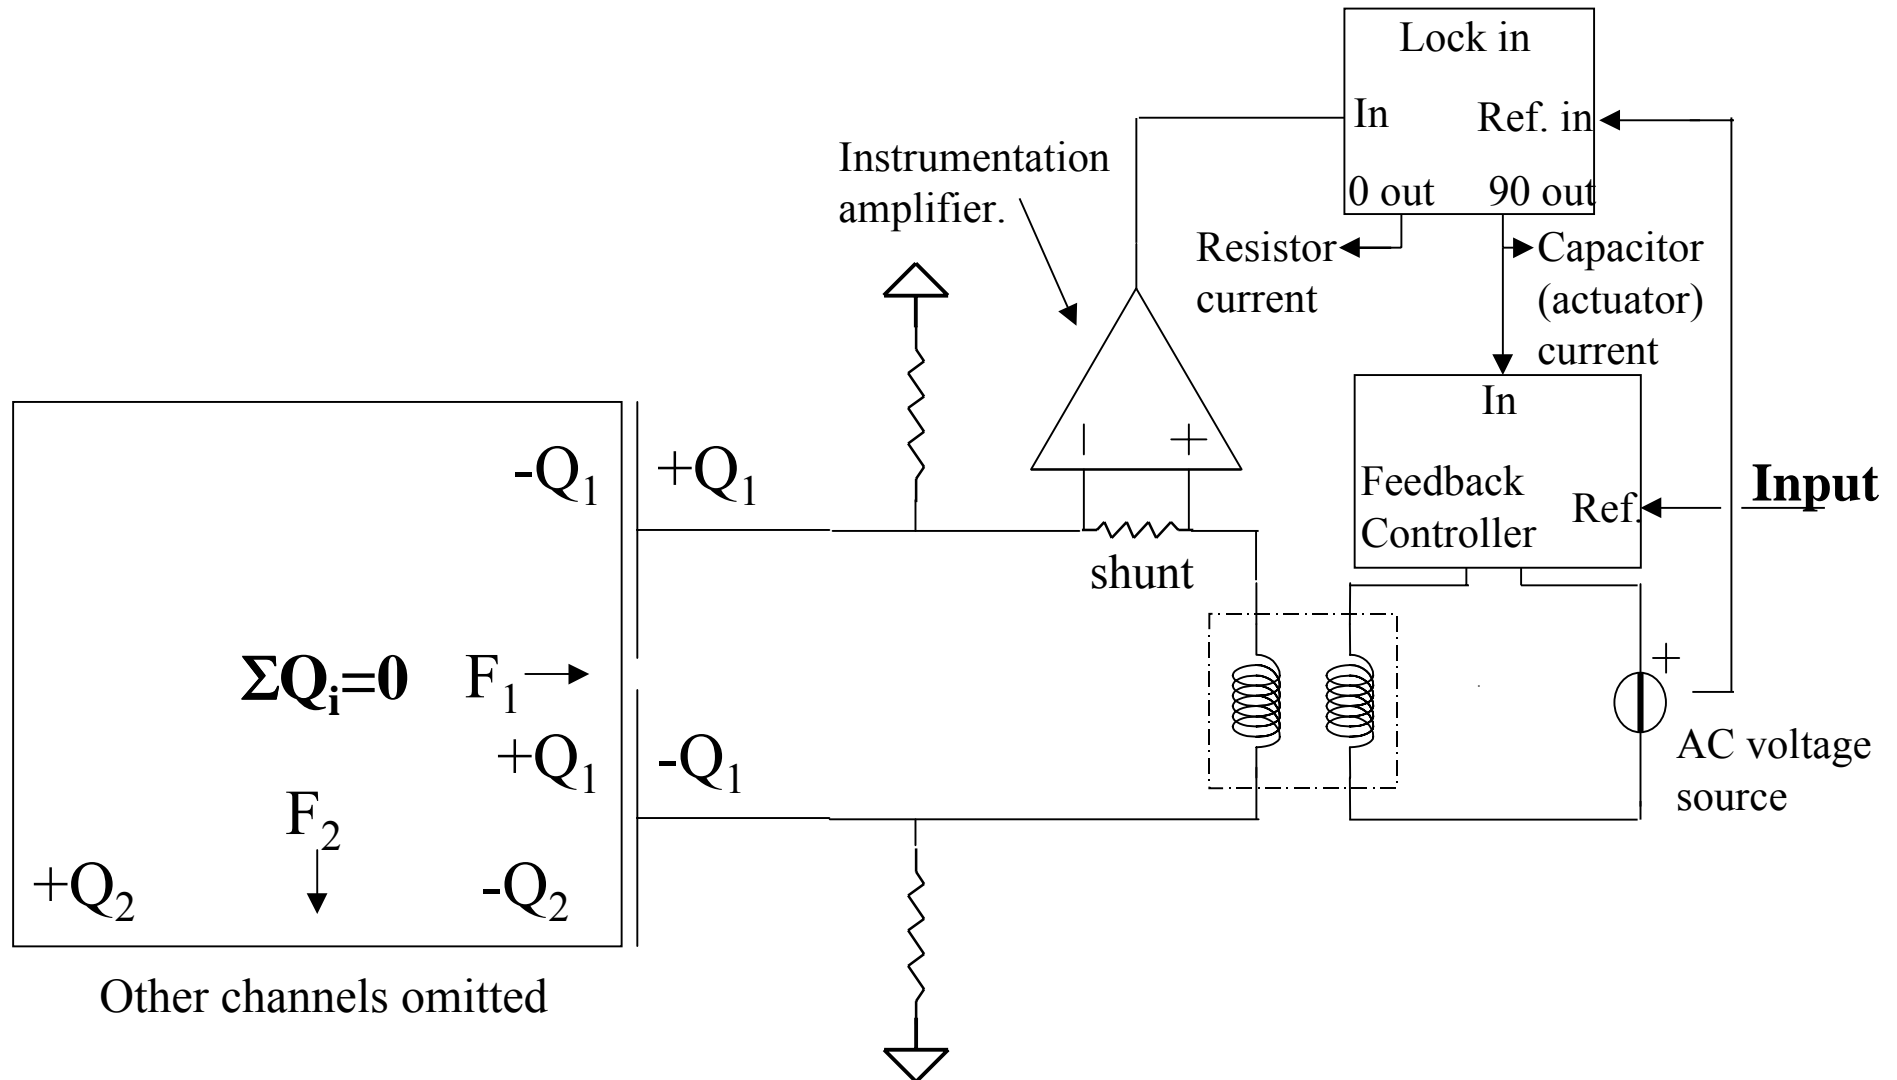 Lock in
In
Ref. in
0 out
90 out
Instrumentation
amplifier.
Resistor
current
Capacitor
(actuator)
current
In
Feedback
Controller
Ref.
Input
-Q1
+Q1
shunt
ΣQi=0
F1
+Q1
-Q1
+
AC voltage
source
F2
+Q2
-Q2
Other channels omitted